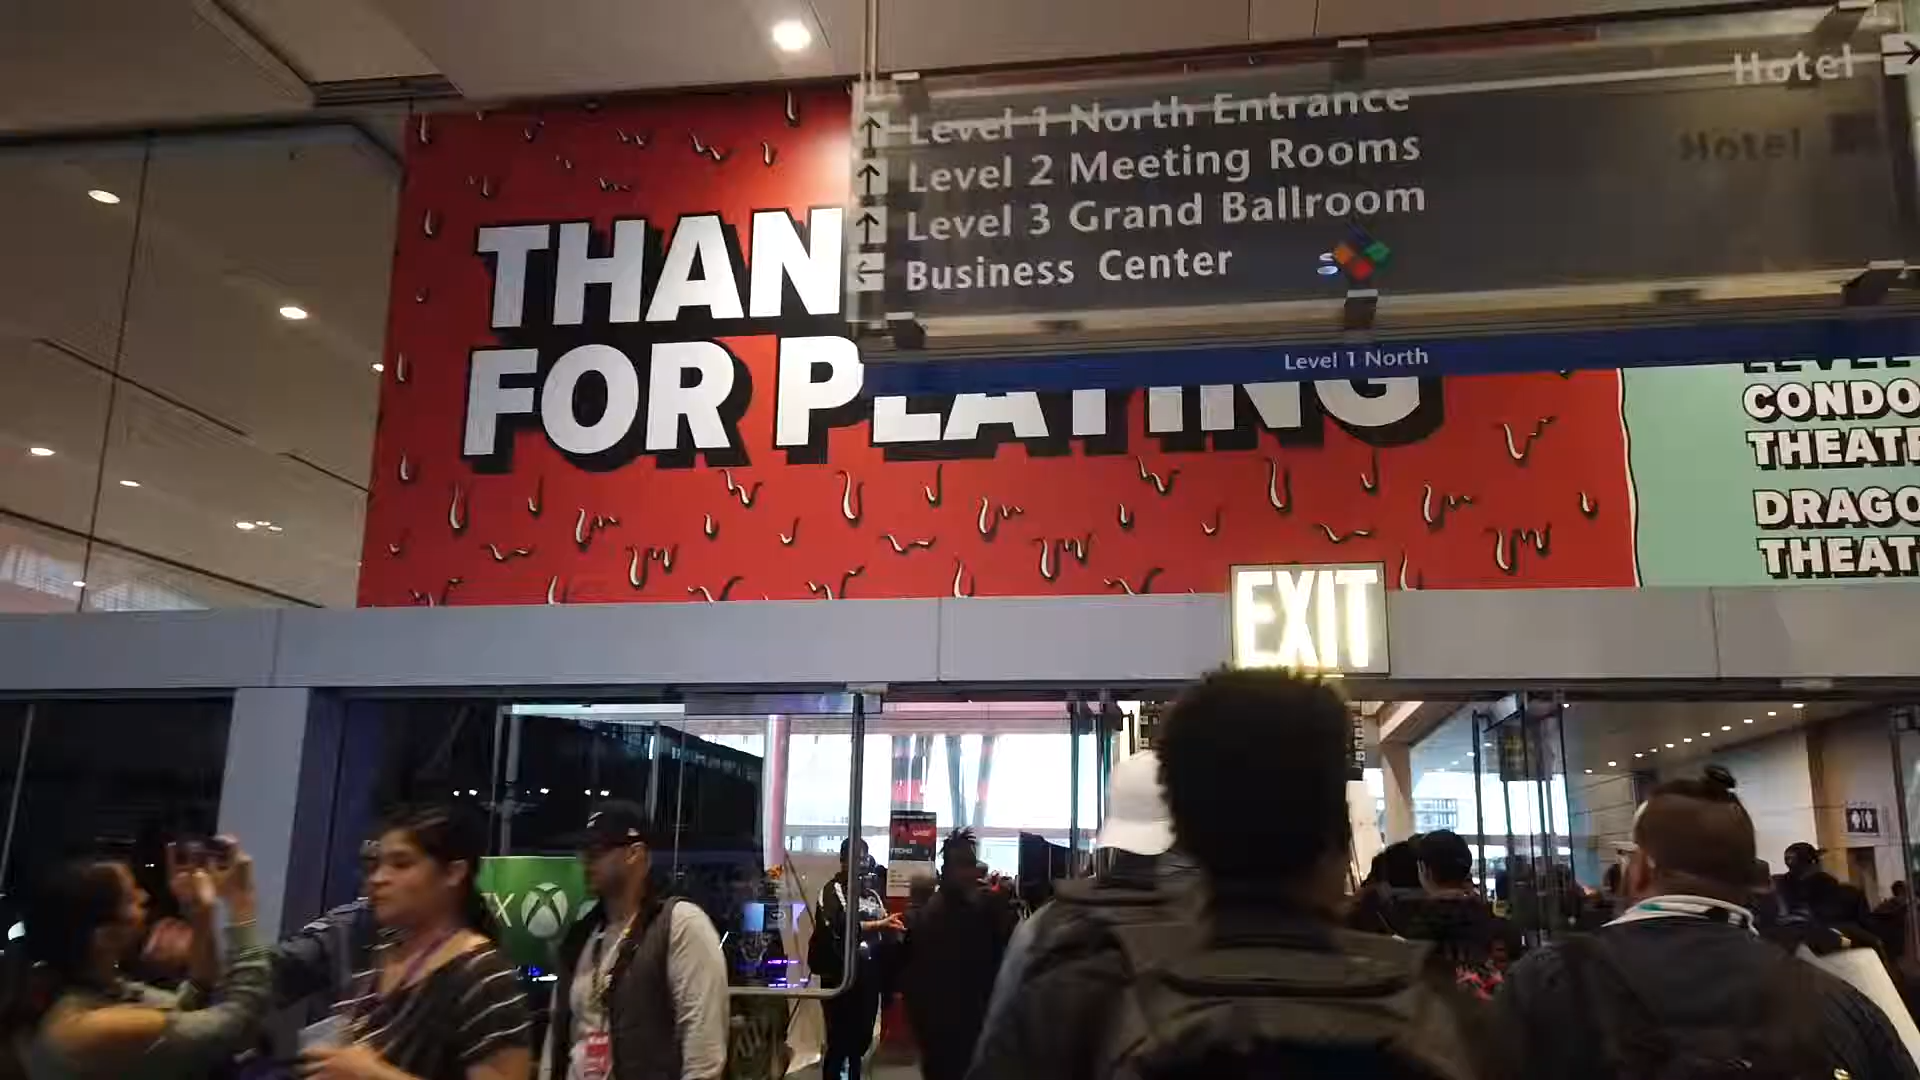 Hotel
Level 1 North Entrance
Level 2 Meeting Rooms
Level 3 Grand Ballroom
Business Center
Hotel
Level 1 North
THAN
FOR PLAYING
CONDO
THEAT
DRAGO
THEAT
EXIT
X